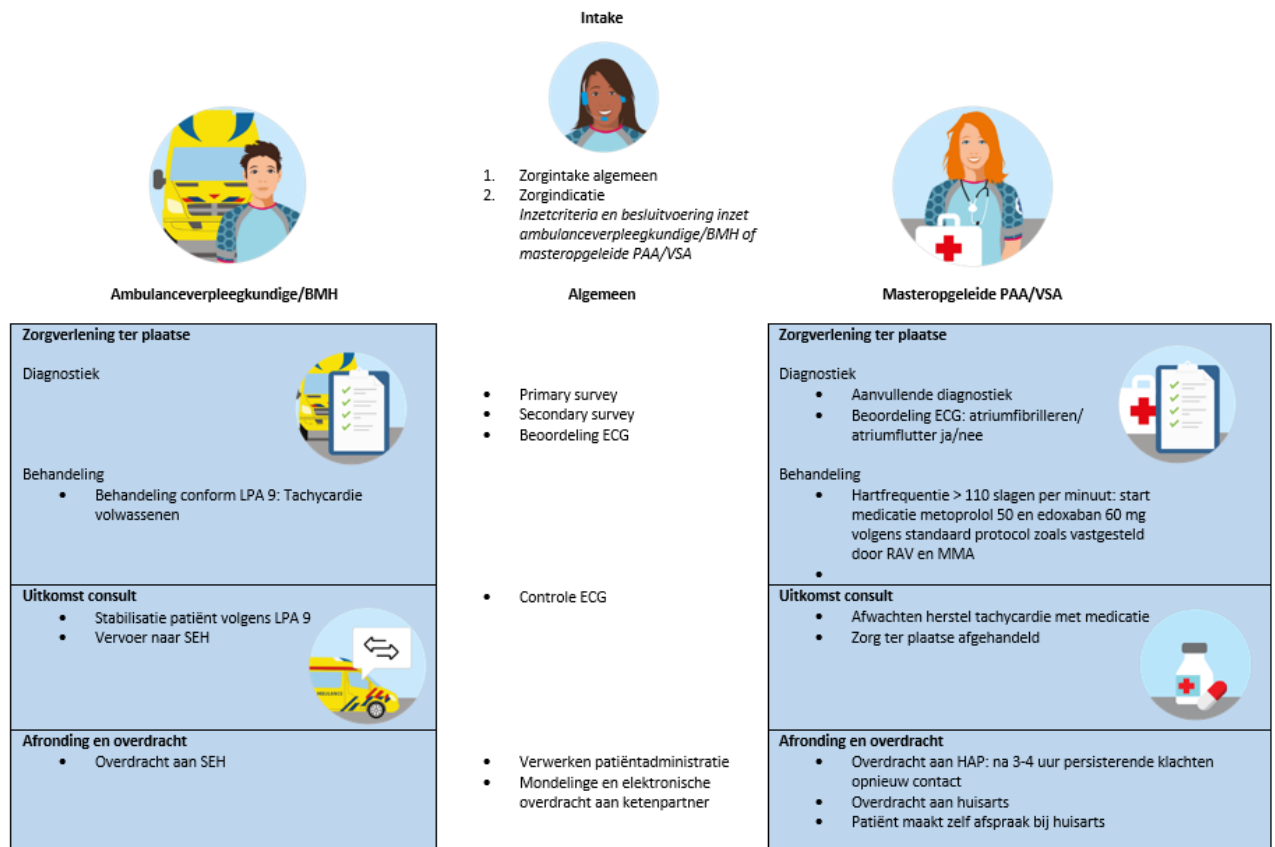 Intake
1. Zorgintake algemeen
2. Zorgindicatie
Inzetcriteria en besluitvoering inzet
ambulanceverpleegkundige/BMH of
masteropgeleide PAA/VSA
Ambulanceverpleegkundige/BMH
Algemeen
Masteropgeleide PAA/VSA
Zorgverlening ter plaatse
Diagnostiek
Behandeling
• Behandeling conform LPA 9: Tachycardie
volwassenen
• Primary survey
• Secondary survey
• Beoordeling ECG
Zorgverlening ter plaatse
Diagnostiek
• Aanvullende diagnostiek
• Beoordeling ECG: atriumfibrilleren/
atriumflutter ja/nee
Behandeling
• Hartfrequentie > 110 slagen per minuut: start
medicatie metoprolol 50 en edoxaban 60 mg
volgens standaard protocol zoals vastgesteld
door RAV en MMA
•
Uitkomst consult
• Stabilisatie patiënt volgens LPA 9
• Vervoer naar SEH
AMBULANCE
• Controle ECG
Uitkomst consult
• Afwachten herstel tachycardie met medicatie
• Zorg ter plaatse afgehandeld
Afronding en overdracht
• Overdracht aan SEH
• Verwerken patiëntadministratie
• Mondelinge en elektronische
overdracht aan ketenpartner
Afronding en overdracht
• Overdracht aan HAP: na 3-4 uur persisterende klachten
opnieuw contact
• Overdracht aan huisarts
• Patiënt maakt zelf afspraak bij huisarts